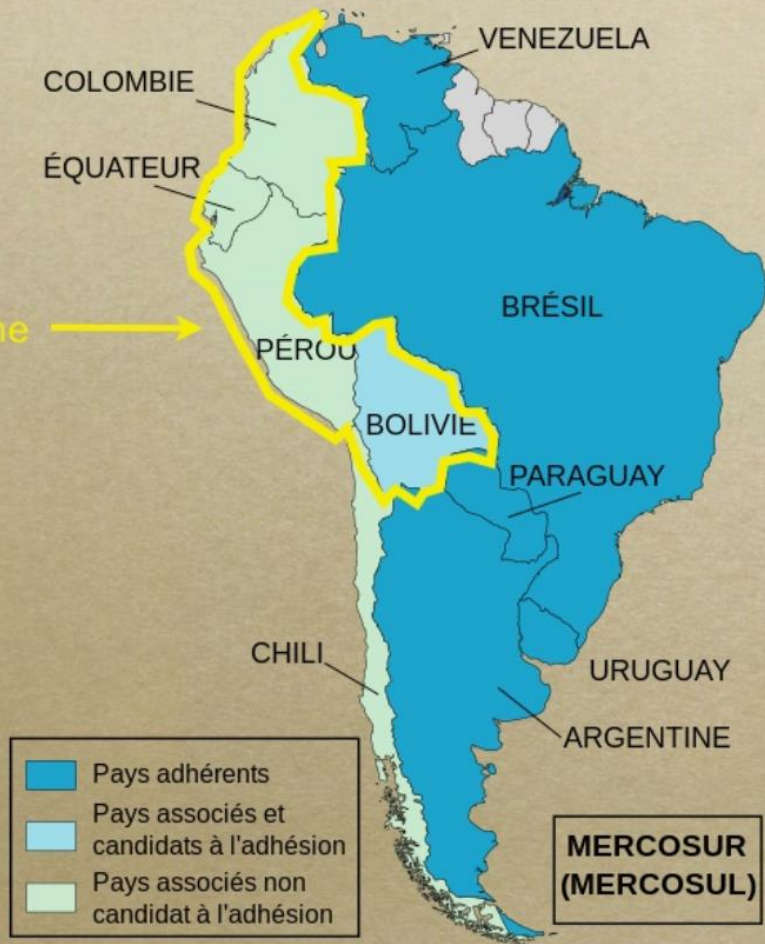 VENEZUELA
COLOMBIE
ÉQUATEUR
BRÉSIL
ne
PÉROU
BOLIVIE
PARAGUAY
CHILI
URUGUAY
ARGENTINE
Pays adhérents
Pays associés et
candidats à l'adhésion
Pays associés non
candidat à l'adhésion
MERCOSUR
(MERCOSUL)